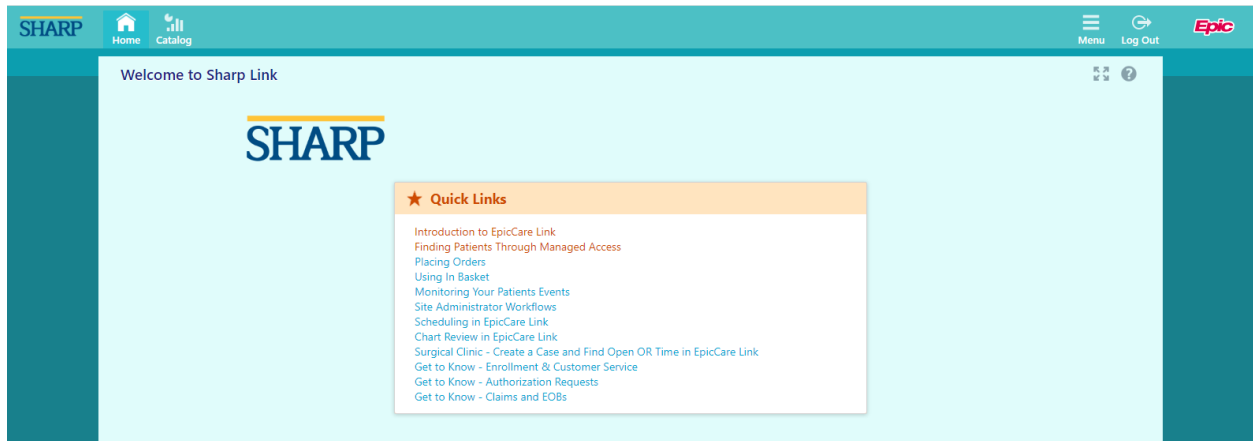 SHARP
Home Catalog
Menu Log Out
Epic
Welcome to Sharp Link
SHARP
Quick Links
Introduction to EpicCare Link
Finding Patients Through Managed Access
Placing Orders
Using In Basket
Monitoring Your Patients Events
Site Administrator Workflows
Scheduling in EpicCare Link
Chart Review in EpicCare Link
Surgical Clinic - Create a Case and Find Open OR Time in EpicCare Link
Get to Know - Enrollment & Customer Service
Get to Know - Authorization Requests
Get to Know - Claims and EOBs